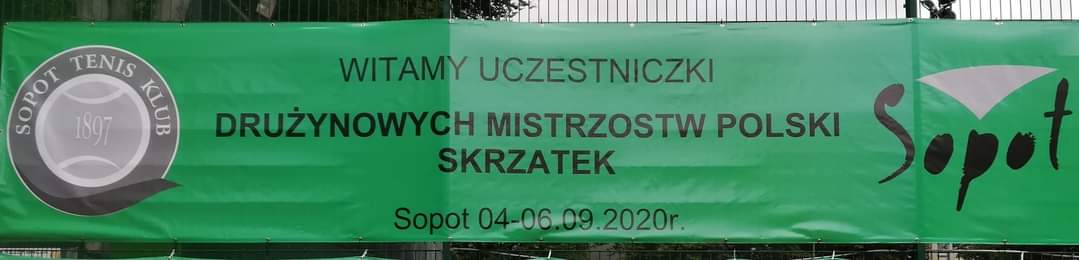 SOPOT TENIS KLUB
1897
WITAMY UCZESTNICZKI
DRUŻYNOWYCH MISTRZOSTW POLSKI
SKRZATEK
Sopot 04-06.09.2020r.
Sopot